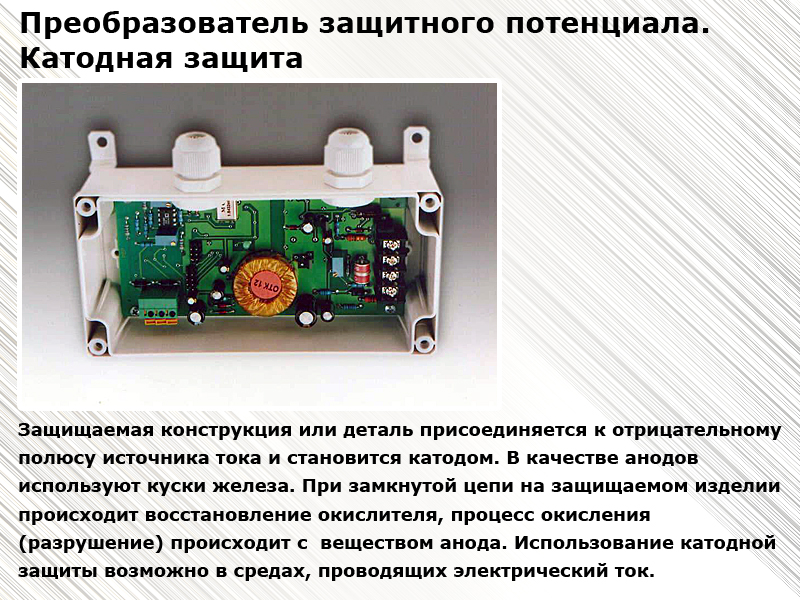 Преобразователь защитного потенциала.
Катодная защита
ОТК 12
Защищаемая конструкция или деталь присоединяется к отрицательному
полюсу источника тока и становится катодом. В качестве анодов
используют куски железа. При замкнутой цепи на защищаемом изделии
происходит восстановление окислителя, процесс окисления
(разрушение) происходит с  веществом анода. Использование катодной
защиты возможно в средах, проводящих электрический ток.